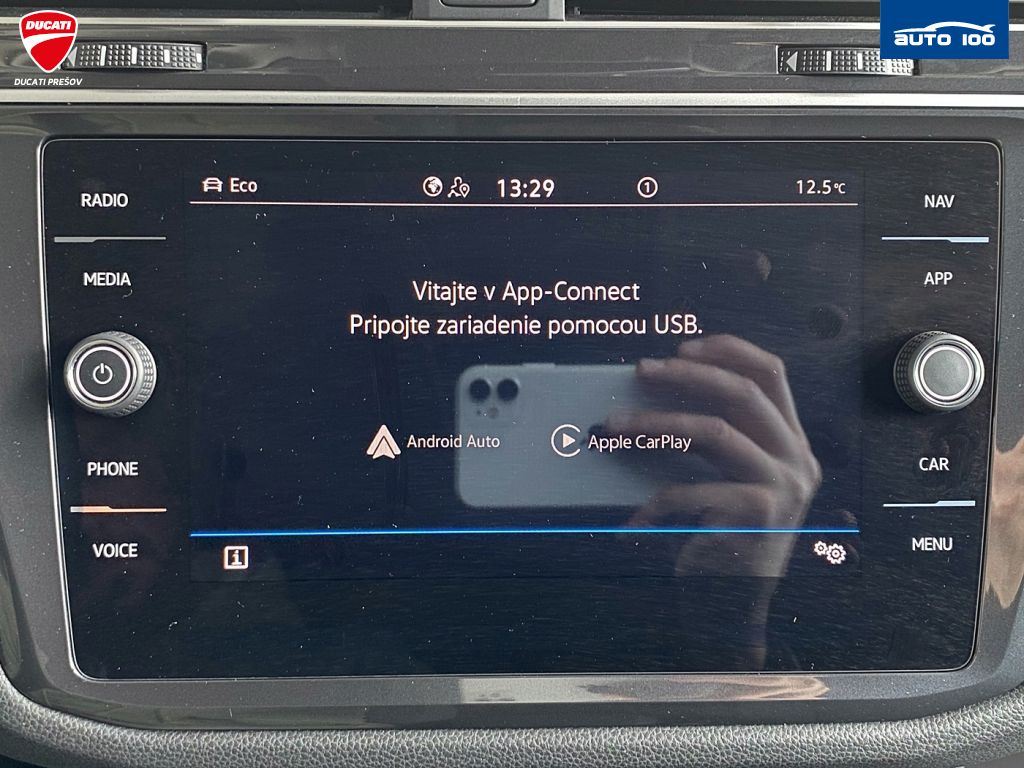 DUCATI
DUCATI PREŠOV
AUTO 100
RADIO
MEDIA
PHONE
VOICE
Eco
13:29
1
12.5°C
Vitajte v App-Connect
Pripojte zariadenie pomocou USB.
Android Auto
Apple CarPlay
i
NAV
APP
CAR
MENU